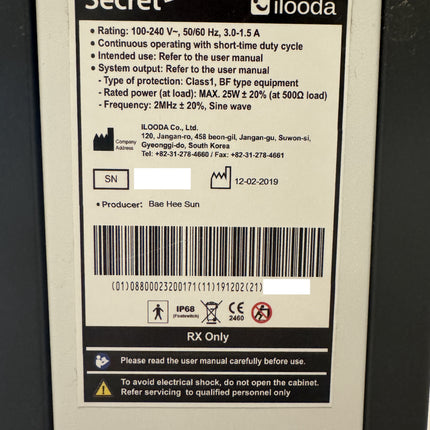 Secret
ilooda
• Rating: 100-240 V~, 50/60 Hz, 3.0-1.5 A
• Continuous operating with short-time duty cycle
• Intended use: Refer to the user manual
• System output: Refer to the user manual
- Type of protection: Class1, BF type equipment
- Rated power (at load): MAX. 25W ± 20% (at 500Ω load)
- Frequency: 2MHz ± 20%, Sine wave
Company Address
ILOODA Co., Ltd.
120, Jangan-ro, 458 beon-gil, Jangan-gu, Suwon-si,
Gyeonggi-do, South Korea
Tel: +82-31-278-4660 / Fax: +82-31-278-4661
SN
12-02-2019
• Producer: Bae Hee Sun
(01)08800023200171(11)191202(21)
IP68
(Footswitch)
CE
2460
RX Only
Please read the user manual carefully before use.
To avoid electrical shock, do not open the cabinet.
Refer servicing to qualified personnel only